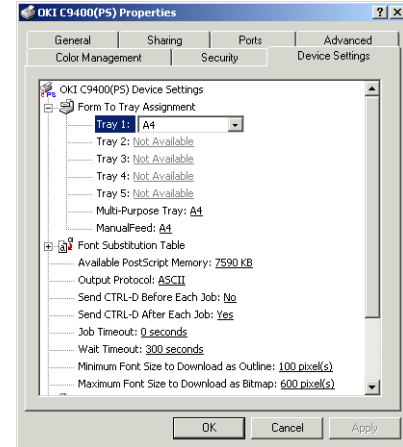 OKI C9400(PS) Properties
General Sharing Ports Advanced
Color Management Security Device Settings
OKI C9400(PS) Device Settings
Form To Tray Assignment
Tray 1: A4
Tray 2: Not Available
Tray 3: Not Available
Tray 4: Not Available
Tray 5: Not Available
Multi-Purpose Tray: A4
ManualFeed: A4
Font Substitution Table
Available PostScript Memory: 7590 KB
Output Protocol: ASCII
Send CTRL-D Before Each Job: No
Send CTRL-D After Each Job: Yes
Job Timeout: 0 seconds
Wait Timeout: 300 seconds
Minimum Font Size to Download as Outline: 100 pixel(s)
Maximum Font Size to Download as Bitmap: 600 pixel(s)
OK Cancel Apply